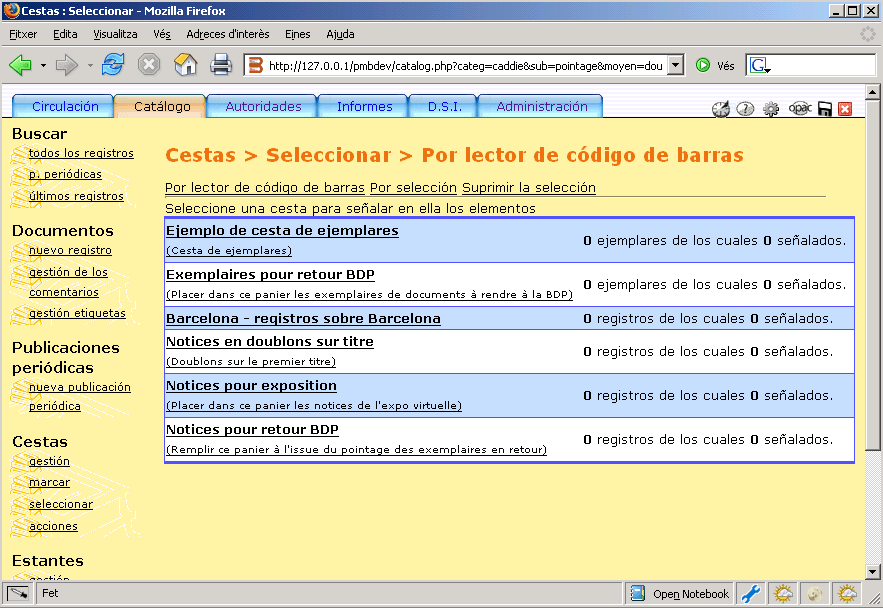 Cestas : Seleccionar - Mozilla Firefox
Fitxer Edita Visualitza Vés Adreces d'interès Eines Ajuda
http://127.0.0.1/pmbdev/catalog.php?categ=caddie&sub=pointage&moyen=dou Vés G
Circulación Catálogo Autoridades Informes D.S.I. Administración opac
Buscar
todos los registros
p. periódicas
últimos registros
Documentos
nuevo registro
gestión de los
comentarios
gestión etiquetas
Publicaciones
periódicas
nueva publicación
periódica
Cestas
gestión
marcar
seleccionar
acciones
Estantes
gestión
Cestas > Seleccionar > Por lector de código de barras
Por lector de código de barras Por selección Suprimir la selección
Seleccione una cesta para señalar en ella los elementos
Ejemplo de cesta de ejemplares
(Cesta de ejemplares)
0 ejemplares de los cuales 0 señalados.
Exemplaires pour retour BDP
(Placer dans ce panier les exemplaires de documents à rendre à la BDP)
0 ejemplares de los cuales 0 señalados.
Barcelona - registros sobre Barcelona
0 registros de los cuales 0 señalados.
Notices en doublons sur titre
(Doublons sur le premier titre)
0 registros de los cuales 0 señalados.
Notices pour exposition
(Placer dans ce panier les notices de l'expo virtuelle)
0 registros de los cuales 0 señalados.
Notices pour retour BDP
(Remplir ce panier à l'issue du pointage des exemplaires en retour)
0 registros de los cuales 0 señalados.
Fet Open Notebook